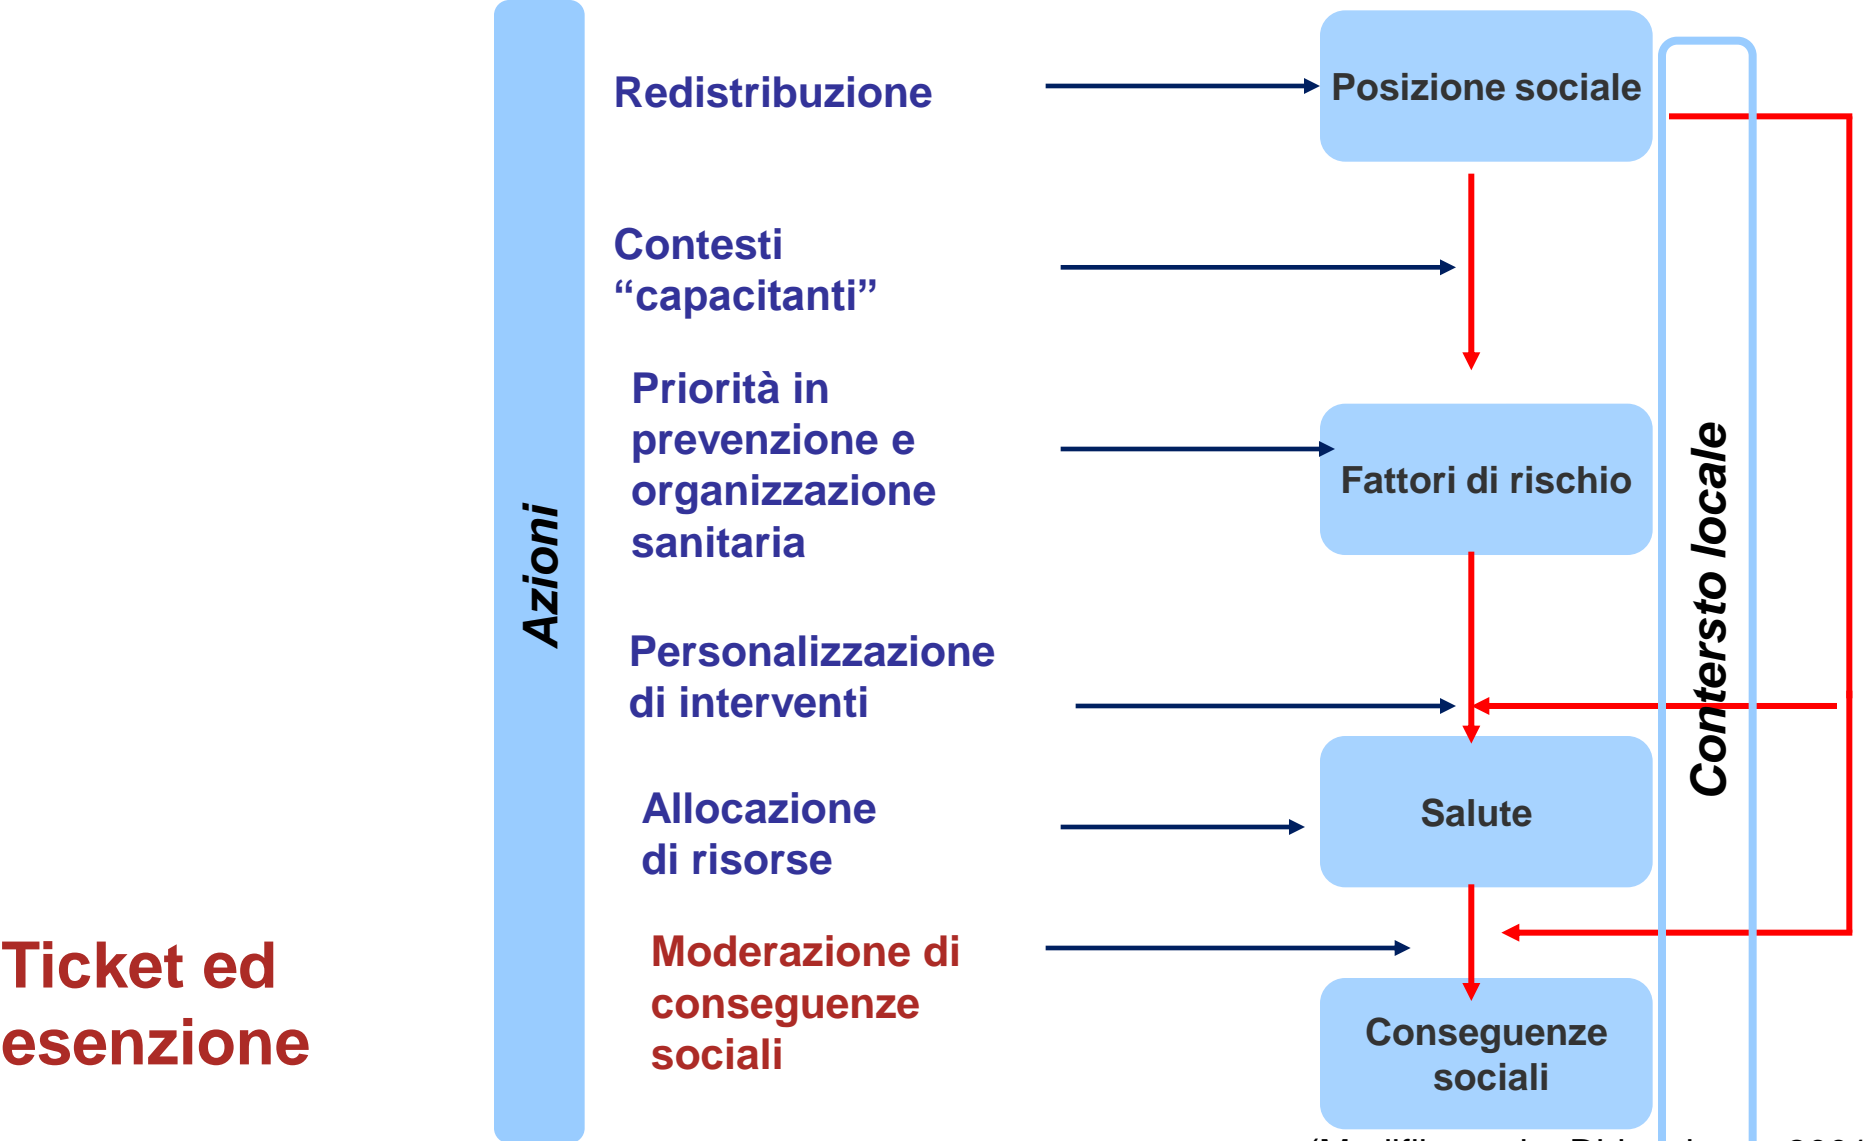 Redistribuzione
Posizione sociale
Contesti
“capacitanti”
Priorità in
prevenzione e
organizzazione
sanitaria
Fattori di rischio
Azioni
Contersto locale
Personalizzazione
di interventi
Allocazione
di risorse
Salute
Ticket ed
esenzione
Moderazione di
conseguenze
sociali
Conseguenze
sociali